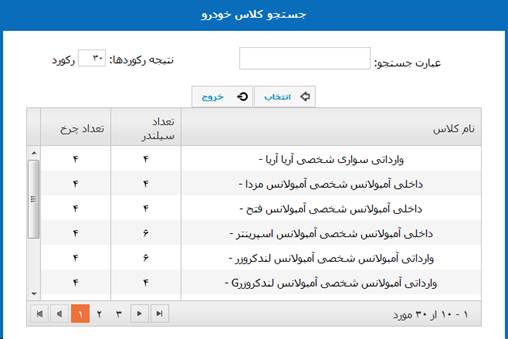 جستجو کلاس خودرو
عبارت جستجو: نتیجه رکوردها: ۳۰ رکورد
انتخاب خروج
نام کلاس تعداد سیلندر تعداد چرخ
وارداتی سواری شخصی آریا آریا - ۴ ۴
داخلی آمبولانس شخصی آمبولانس مزدا - ۴ ۴
داخلی آمبولانس شخصی آمبولانس فتح - ۴ ۴
داخلی آمبولانس شخصی آمبولانس اسپرینتر - ۶ ۴
وارداتی آمبولانس شخصی آمبولانس لندکروزر - ۶ ۴
وارداتی آمبولانس شخصی آمبولانس لندکروزرG - ۴ ۴
۱ - ۱۰ از ۳۰ مورد ۳ ۲ ۱